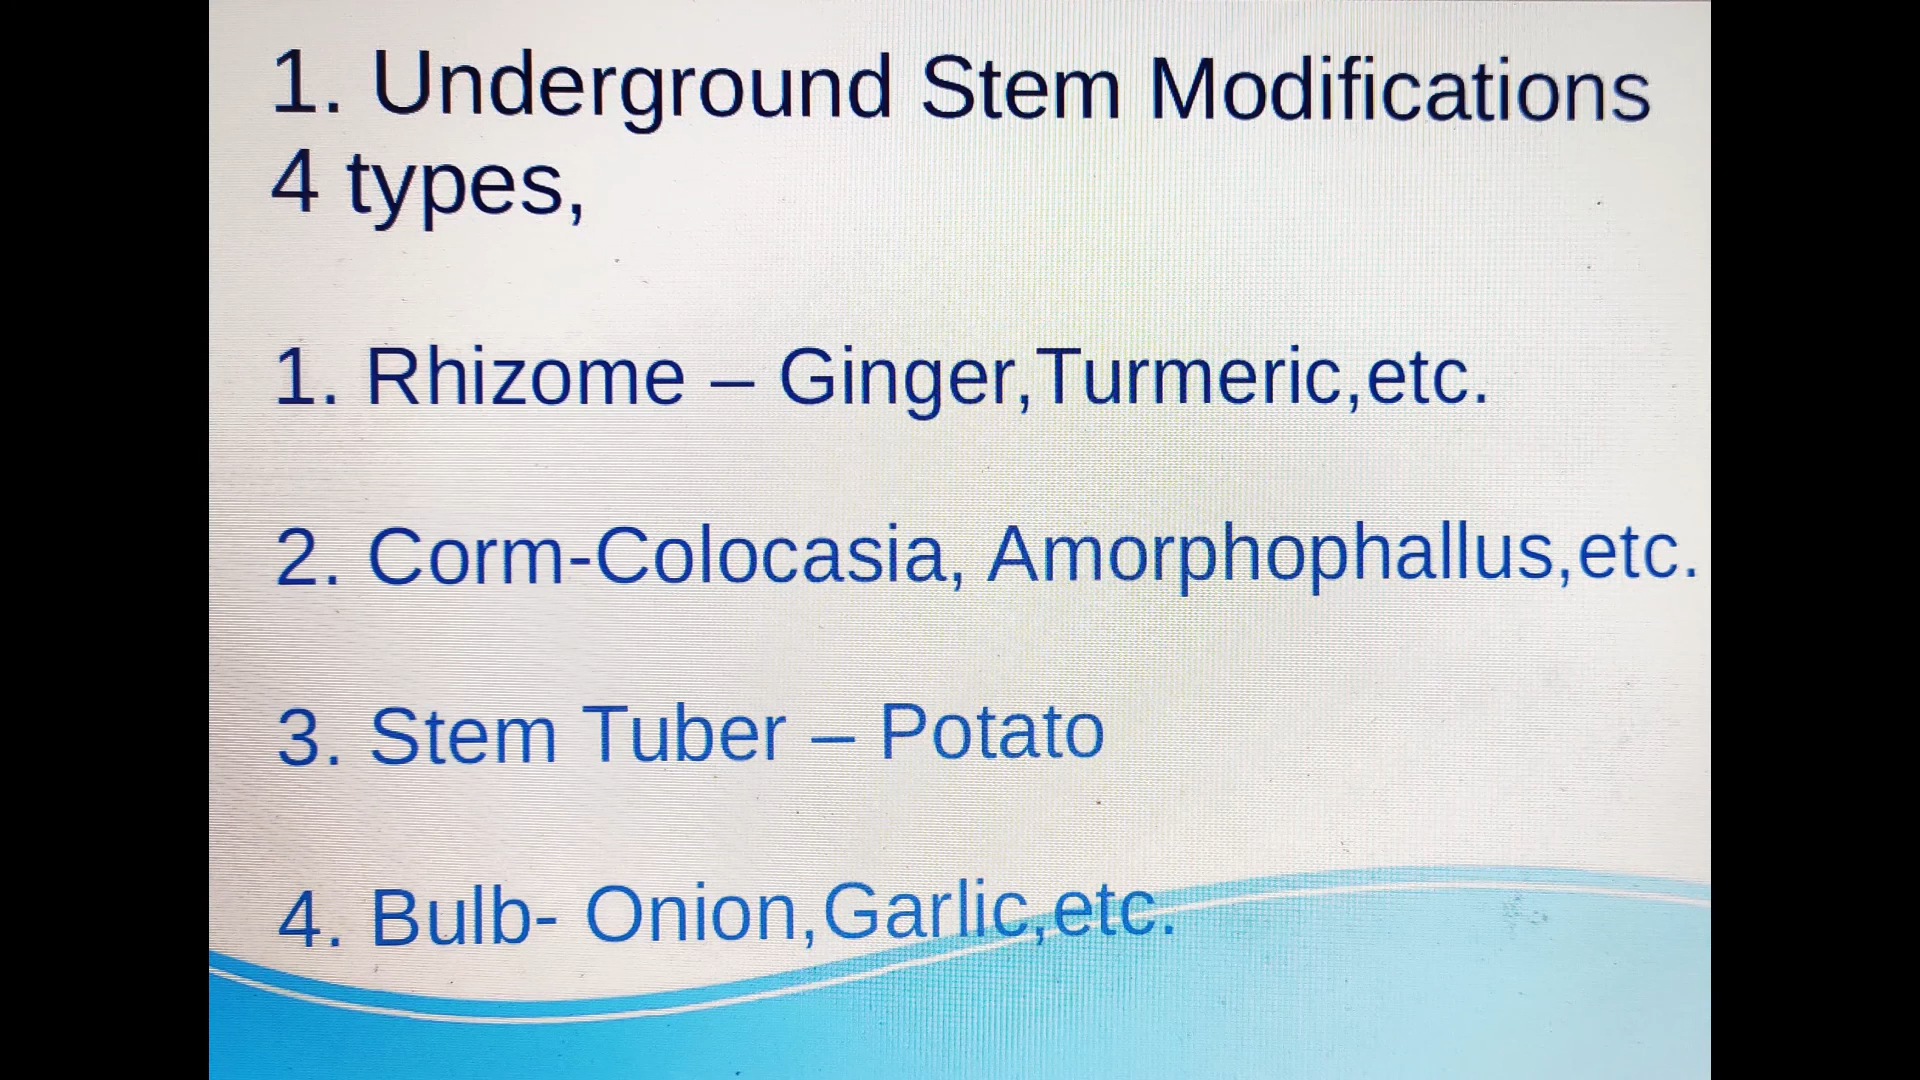 1. Underground Stem Modifications
4 types,
1. Rhizome – Ginger,Turmeric,etc.
2. Corm-Colocasia, Amorphophallus,etc.
3. Stem Tuber – Potato
4. Bulb- Onion,Garlic,etc.